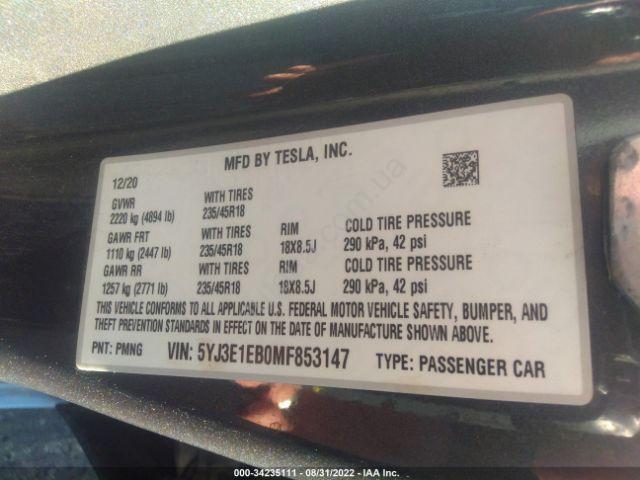 MFD BY TESLA, INC.
12/20
GVWR WITH TIRES
2220 kg (4894 lb) 235/45R18
GAWR FRT WITH TIRES RIM COLD TIRE PRESSURE
1110 kg (2447 lb) 235/45R18 18X8.5J 290 kPa, 42 psi
GAWR RR WITH TIRES RIM COLD TIRE PRESSURE
1257 kg (2771 lb) 235/45R18 18X8.5J 290 kPa, 42 psi
THIS VEHICLE CONFORMS TO ALL APPLICABLE U.S. FEDERAL MOTOR VEHICLE SAFETY, BUMPER, AND
THEFT PREVENTION STANDARDS IN EFFECT ON THE DATE OF MANUFACTURE SHOWN ABOVE.
PNT: PMNG VIN: 5YJ3E1EB0MF853147 TYPE: PASSENGER CAR
000-34235111 - 08/31/2022 - IAA Inc.